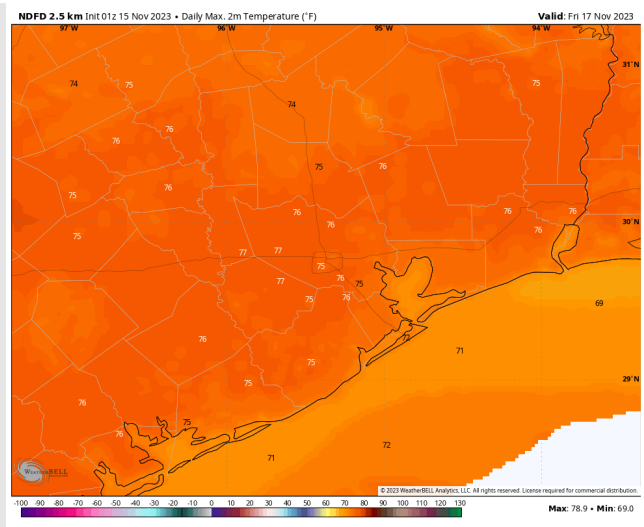 NDFD 2.5 km Init 01z 15 Nov 2023 • Daily Max. 2m Temperature (°F)
Valid: Fri 17 Nov 2023
97°W 96°W 95°W 94°W
31°N
74 75 74 75
76 76
75 76
75 76
76 76 76 76
75 76 76
30°N
77 77
75
77 76 75
75 76
69
76 72
71
75
29°N
75
76
76 75
72
71
WEATHERBELL
© 2023 WeatherBELL Analytics, LLC. All rights reserved. License required for commercial distribution.
-100 -90 -80 -70 -60 -50 -40 -30 -20 -10 0 10 20 30 40 50 60 70 80 90 100 110 120 130
Max: 78.9 • Min: 69.0